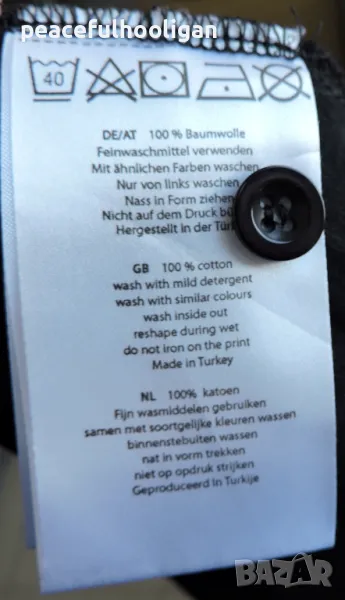 peacefulhooligan
40
DE/AT 100 % Baumwolle
Feinwaschmittel verwenden
Mit ähnlichen Farben waschen
Nur von links waschen
Nass in Form ziehen
Nicht auf dem Druck bü
Hergestellt in der Türk
GB 100 % cotton
wash with mild detergent
wash with similar colours
wash inside out
reshape during wet
do not iron on the print
Made in Turkey
NL 100% katoen
Fijn wasmiddelen gebruiken
samen met soortgelijke kleuren wassen
binnenstebuiten wassen
nat in vorm trekken
niet op opdruk strijken
Geproduceerd In Turkije
BAZAR